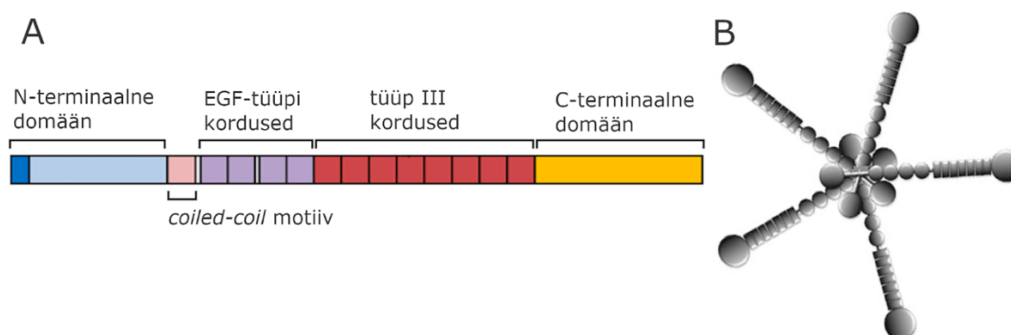 A
B
N-terminaalne
domään
EGF-tüüpi
kordused
tüüp III
kordused
C-terminaalne
domään
coiled-coil motiiv